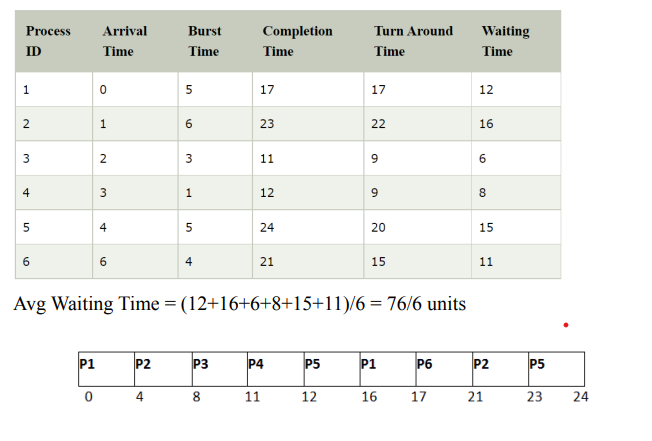 Process ID Arrival Time Burst Time Completion Time Turn Around Time Waiting Time
1 0 5 17 17 12
2 1 6 23 22 16
3 2 3 11 9 6
4 3 1 12 9 8
5 4 5 24 20 15
6 6 4 21 15 11
Avg Waiting Time = (12+16+6+8+15+11)/6 = 76/6 units
P1 P2 P3 P4 P5 P1 P6 P2 P5
0 4 8 11 12 16 17 21 23 24